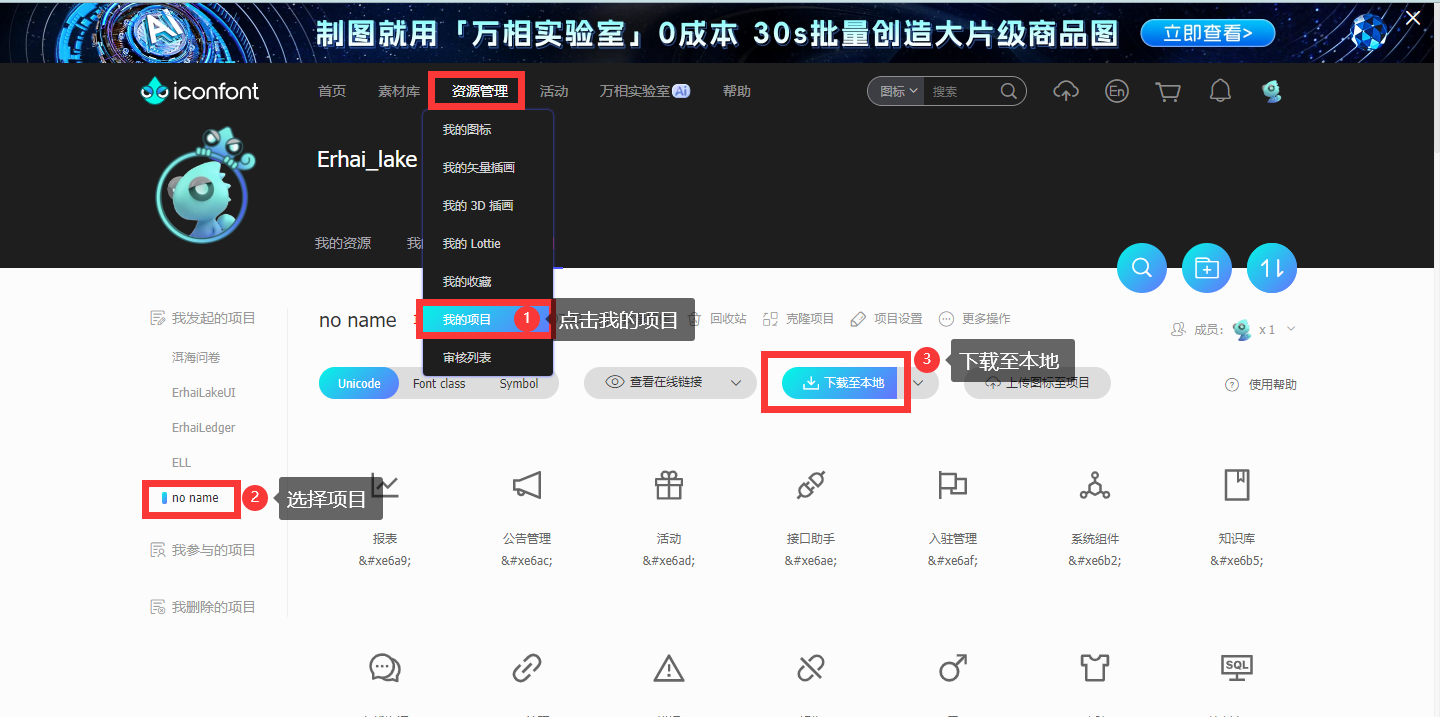 制图就用「万相实验室」0成本 30s批量创造大片级商品图
立即查看>
iconfont
首页
素材库
资源管理
活动
万相实验室 Ai
帮助
图标
搜索
En
我的图标
我的矢量插画
我的 3D 插画
我的 Lottie
我的收藏
我的项目
审核列表
1
点击我的项目
Erhai_lake
我的资源
我发起的项目
洱海问卷
ErhaiLakeUI
ErhaiLedger
ELL
no name
2
选择项目
我参与的项目
我删除的项目
no name
回收站
克隆项目
项目设置
更多操作
成员:
x 1
Unicode
Font class
Symbol
查看在线链接
下载至本地
3
下载至本地
上传图标至项目
使用帮助
报表
公告管理
活动
接口助手
入驻管理
系统组件
知识库
&#xe6a9;
&#xe6ac;
&#xe6ad;
&#xe6ae;
&#xe6af;
&#xe6b2;
&#xe6b5;
SQL